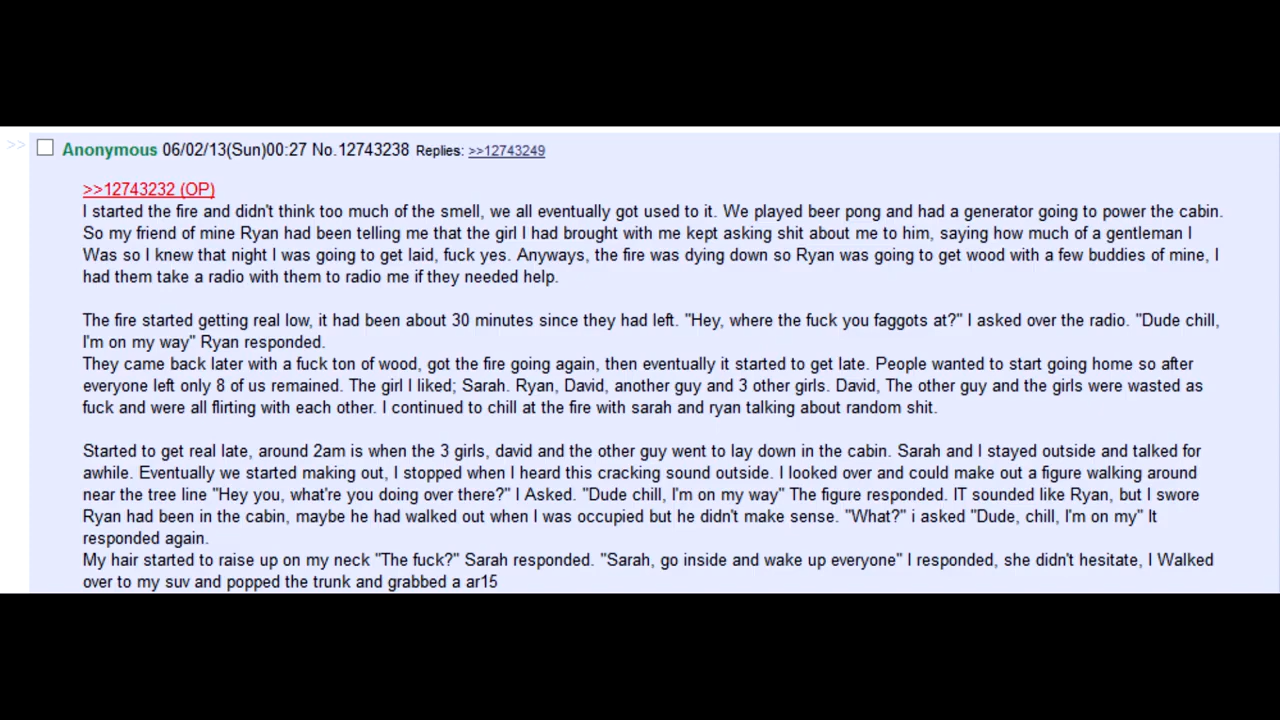 >>
Anonymous 06/02/13(Sun)00:27 No.12743238 Replies: >>12743249
>>12743232 (OP)
I started the fire and didn't think too much of the smell, we all eventually got used to it. We played beer pong and had a generator going to power the cabin.
So my friend of mine Ryan had been telling me that the girl I had brought with me kept asking shit about me to him, saying how much of a gentleman I
Was so I knew that night I was going to get laid, fuck yes. Anyways, the fire was dying down so Ryan was going to get wood with a few buddies of mine, I
had them take a radio with them to radio me if they needed help.
The fire started getting real low, it had been about 30 minutes since they had left. "Hey, where the fuck you faggots at?" I asked over the radio. "Dude chill,
I'm on my way" Ryan responded.
They came back later with a fuck ton of wood, got the fire going again, then eventually it started to get late. People wanted to start going home so after
everyone left only 8 of us remained. The girl I liked; Sarah. Ryan, David, another guy and 3 other girls. David, The other guy and the girls were wasted as
fuck and were all flirting with each other. I continued to chill at the fire with sarah and ryan talking about random shit.
Started to get real late, around 2am is when the 3 girls, david and the other guy went to lay down in the cabin. Sarah and I stayed outside and talked for
awhile. Eventually we started making out, I stopped when I heard this cracking sound outside. I looked over and could make out a figure walking around
near the tree line "Hey you, what're you doing over there?" I Asked. "Dude chill, I'm on my way" The figure responded. IT sounded like Ryan, but I swore
Ryan had been in the cabin, maybe he had walked out when I was occupied but he didn't make sense. "What?" i asked "Dude, chill, I'm on my" It
responded again.
My hair started to raise up on my neck "The fuck?" Sarah responded. "Sarah, go inside and wake up everyone" I responded, she didn't hesitate, I Walked
over to my suv and popped the trunk and grabbed a ar15